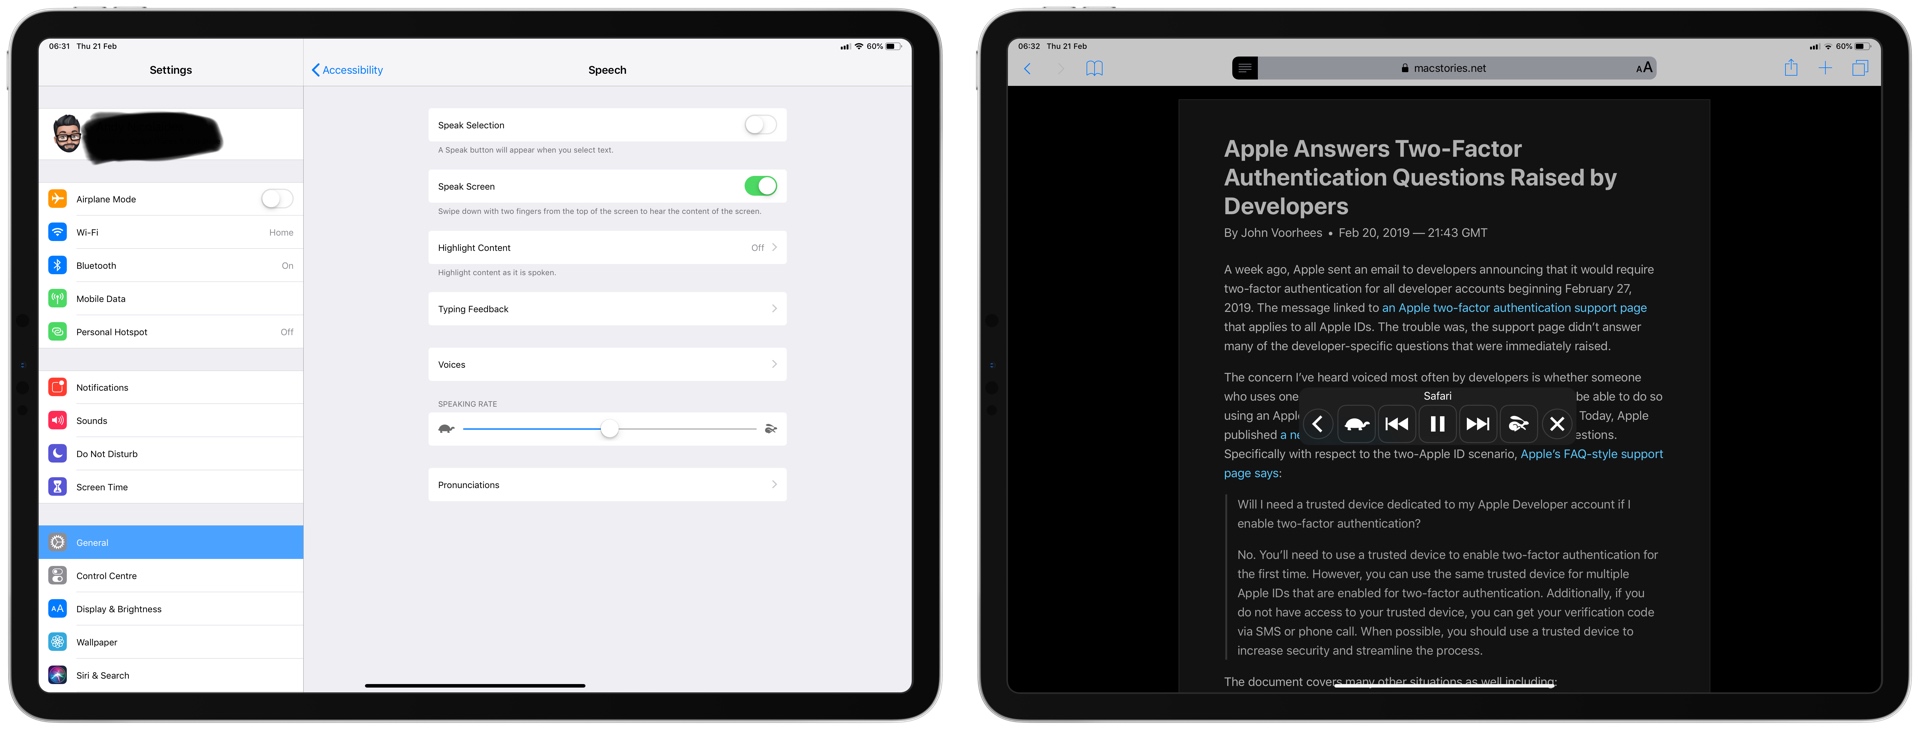 06:31 Thu 21 Feb
60%
Settings
Airplane Mode
Wi-Fi Home
Bluetooth On
Mobile Data
Personal Hotspot Off
Notifications
Sounds
Do Not Disturb
Screen Time
General
Control Centre
AA Display & Brightness
Wallpaper
Siri & Search
Accessibility
Speech
Speak Selection
A Speak button will appear when you select text.
Speak Screen
Swipe down with two fingers from the top of the screen to hear the content of the screen.
Highlight Content Off
Highlight content as it is spoken.
Typing Feedback
Voices
SPEAKING RATE
Pronunciations
06:32 Thu 21 Feb
60%
macstories.net
AA
Apple Answers Two-Factor
Authentication Questions Raised by
Developers
By John Voorhees • Feb 20, 2019 — 21:43 GMT
A week ago, Apple sent an email to developers announcing that it would require
two-factor authentication for all developer accounts beginning February 27,
2019. The message linked to an Apple two-factor authentication support page
that applies to all Apple IDs. The trouble was, the support page didn’t answer
many of the developer-specific questions that were immediately raised.
The concern I’ve heard voiced most often by developers is whether someone
who uses one be able to do so
Safari
using an Appl Today, Apple
published a ne estions.
Specifically with respect to the two-Apple ID scenario, Apple’s FAQ-style support
page says:
Will I need a trusted device dedicated to my Apple Developer account if I
enable two-factor authentication?
No. You’ll need to use a trusted device to enable two-factor authentication for
the first time. However, you can use the same trusted device for multiple
Apple IDs that are enabled for two-factor authentication. Additionally, if you
do not have access to your trusted device, you can get your verification code
via SMS or phone call. When possible, you should use a trusted device to
increase security and streamline the process.
The document covers many other situations as well including: